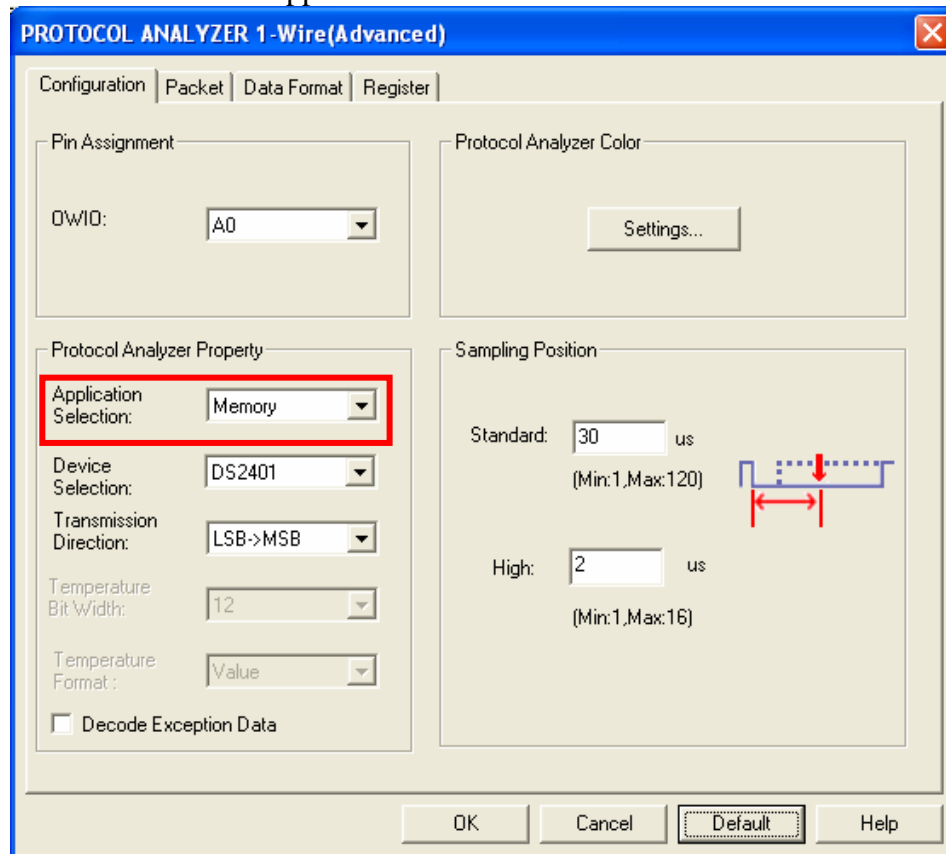 PROTOCOL ANALYZER 1-Wire(Advanced)
Configuration Packet Data Format Register
Pin Assignment
OWIO: A0
Protocol Analyzer Color
Settings...
Protocol Analyzer Property
Application
Selection: Memory
Device
Selection: DS2401
Transmission
Direction: LSB->MSB
Temperature
Bit Width: 12
Temperature
Format : Value
Decode Exception Data
Sampling Position
Standard: 30 us
(Min:1,Max:120)
High: 2 us
(Min:1,Max:16)
OK Cancel Default Help